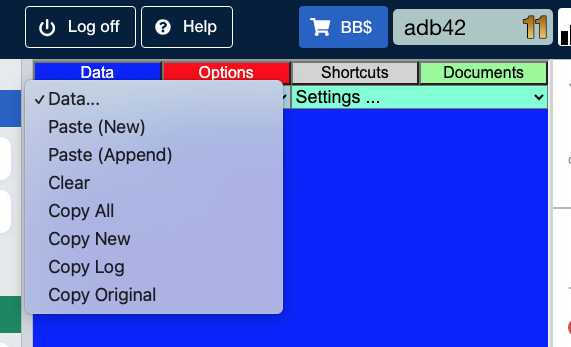 Log off
Help
BB$
adb42
11
Data
Options
Shortcuts
Documents
✓ Data...
Settings ...
Paste (New)
Paste (Append)
Clear
Copy All
Copy New
Copy Log
Copy Original